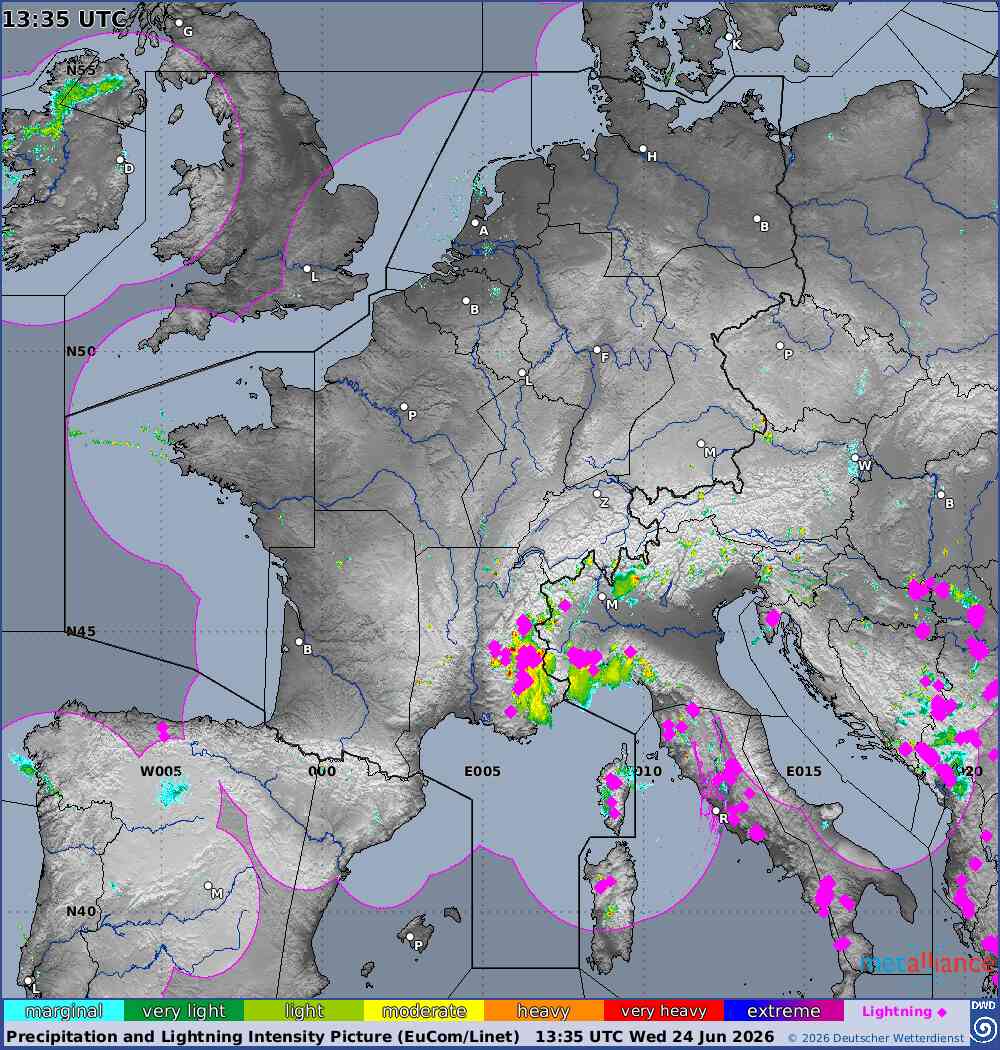 13:35 UTC
G
K
N55
H
D
B
A
L
B
N50
P
F
L
P
M
W
Z
B
M
N45
B
W005
000
E005
010
E015
20
R
M
N40
P
L
metalliance
marginal very light light moderate heavy very heavy extreme Lightning
DWD
Precipitation and Lightning Intensity Picture (EuCom/Linet) 13:35 UTC Wed 24 Jun 2026 © 2026 Deutscher Wetterdienst